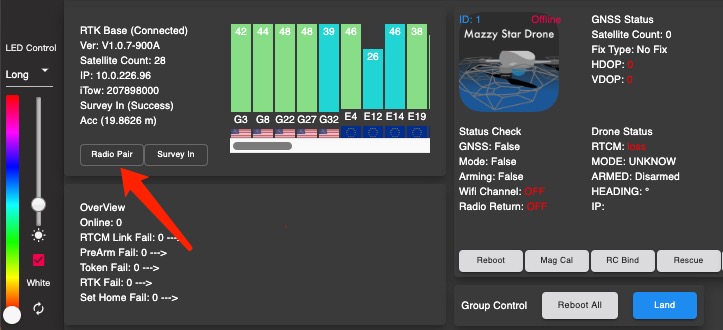 LED Control
Long
White
RTK Base (Connected)
Ver: V1.0.7-900A
Satellite Count: 28
IP: 10.0.226.96
iTow: 207898000
Survey In (Success)
Acc (19.8626 m)
Radio Pair
Survey In
42 44 48 48 39 46 26 46 38
G3 G8 G22 G27 G32 E4 E12 E14 E19
OverView
Online: 0
RTCM Link Fail: 0 --->
PreArm Fail: 0 --->
Token Fail: 0 --->
RTK Fail: 0 --->
Set Home Fail: 0 --->
ID: 1 Offline
Mazzy Star Drone
GNSS Status
Satellite Count: 0
Fix Type: No Fix
HDOP: 0
VDOP: 0
Status Check
GNSS: False
Mode: False
Arming: False
Wifi Channel: OFF
Radio Return: OFF
Drone Status
RTCM: loss
MODE: UNKNOW
ARMED: Disarmed
HEADING: °
IP:
Reboot
Mag Cal
RC Bind
Rescue
Group Control
Reboot All
Land